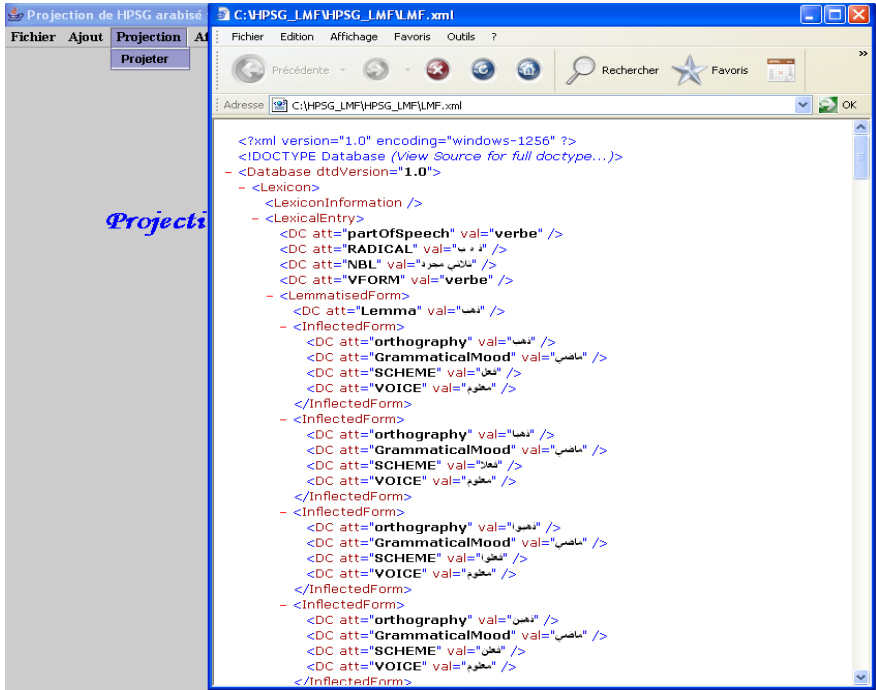 Projection de HPSG arabisé
Fichier Ajout Projection Af
Projeter
Projecti
C:\HPSG_LMF\HPSG_LMF\LMF.xml
Fichier Edition Affichage Favoris Outils ?
Précédente Rechercher Favoris »
Adresse C:\HPSG_LMF\HPSG_LMF\LMF.xml OK
<?xml version="1.0" encoding="windows-1256" ?>
<!DOCTYPE Database (View Source for full doctype...)>
- <Database dtdVersion="1.0">
- <Lexicon>
<LexiconInformation />
- <LexicalEntry>
<DC att="partOfSpeech" val="verbe" />
<DC att="RADICAL" val="ذ ه ب" />
<DC att="NBL" val="ثلاثي مجرد" />
<DC att="VFORM" val="verbe" />
- <LemmatisedForm>
<DC att="Lemma" val="ذهب" />
- <InflectedForm>
<DC att="orthography" val="ذهب" />
<DC att="GrammaticalMood" val="ماضي" />
<DC att="SCHEME" val="فعل" />
<DC att="VOICE" val="معلوم" />
</InflectedForm>
- <InflectedForm>
<DC att="orthography" val="ذهبا" />
<DC att="GrammaticalMood" val="ماضي" />
<DC att="SCHEME" val="فعلا" />
<DC att="VOICE" val="معلوم" />
</InflectedForm>
- <InflectedForm>
<DC att="orthography" val="ذهبوا" />
<DC att="GrammaticalMood" val="ماضي" />
<DC att="SCHEME" val="فعلوا" />
<DC att="VOICE" val="معلوم" />
</InflectedForm>
- <InflectedForm>
<DC att="orthography" val="ذهبن" />
<DC att="GrammaticalMood" val="ماضي" />
<DC att="SCHEME" val="فعلن" />
<DC att="VOICE" val="معلوم" />
</InflectedForm>